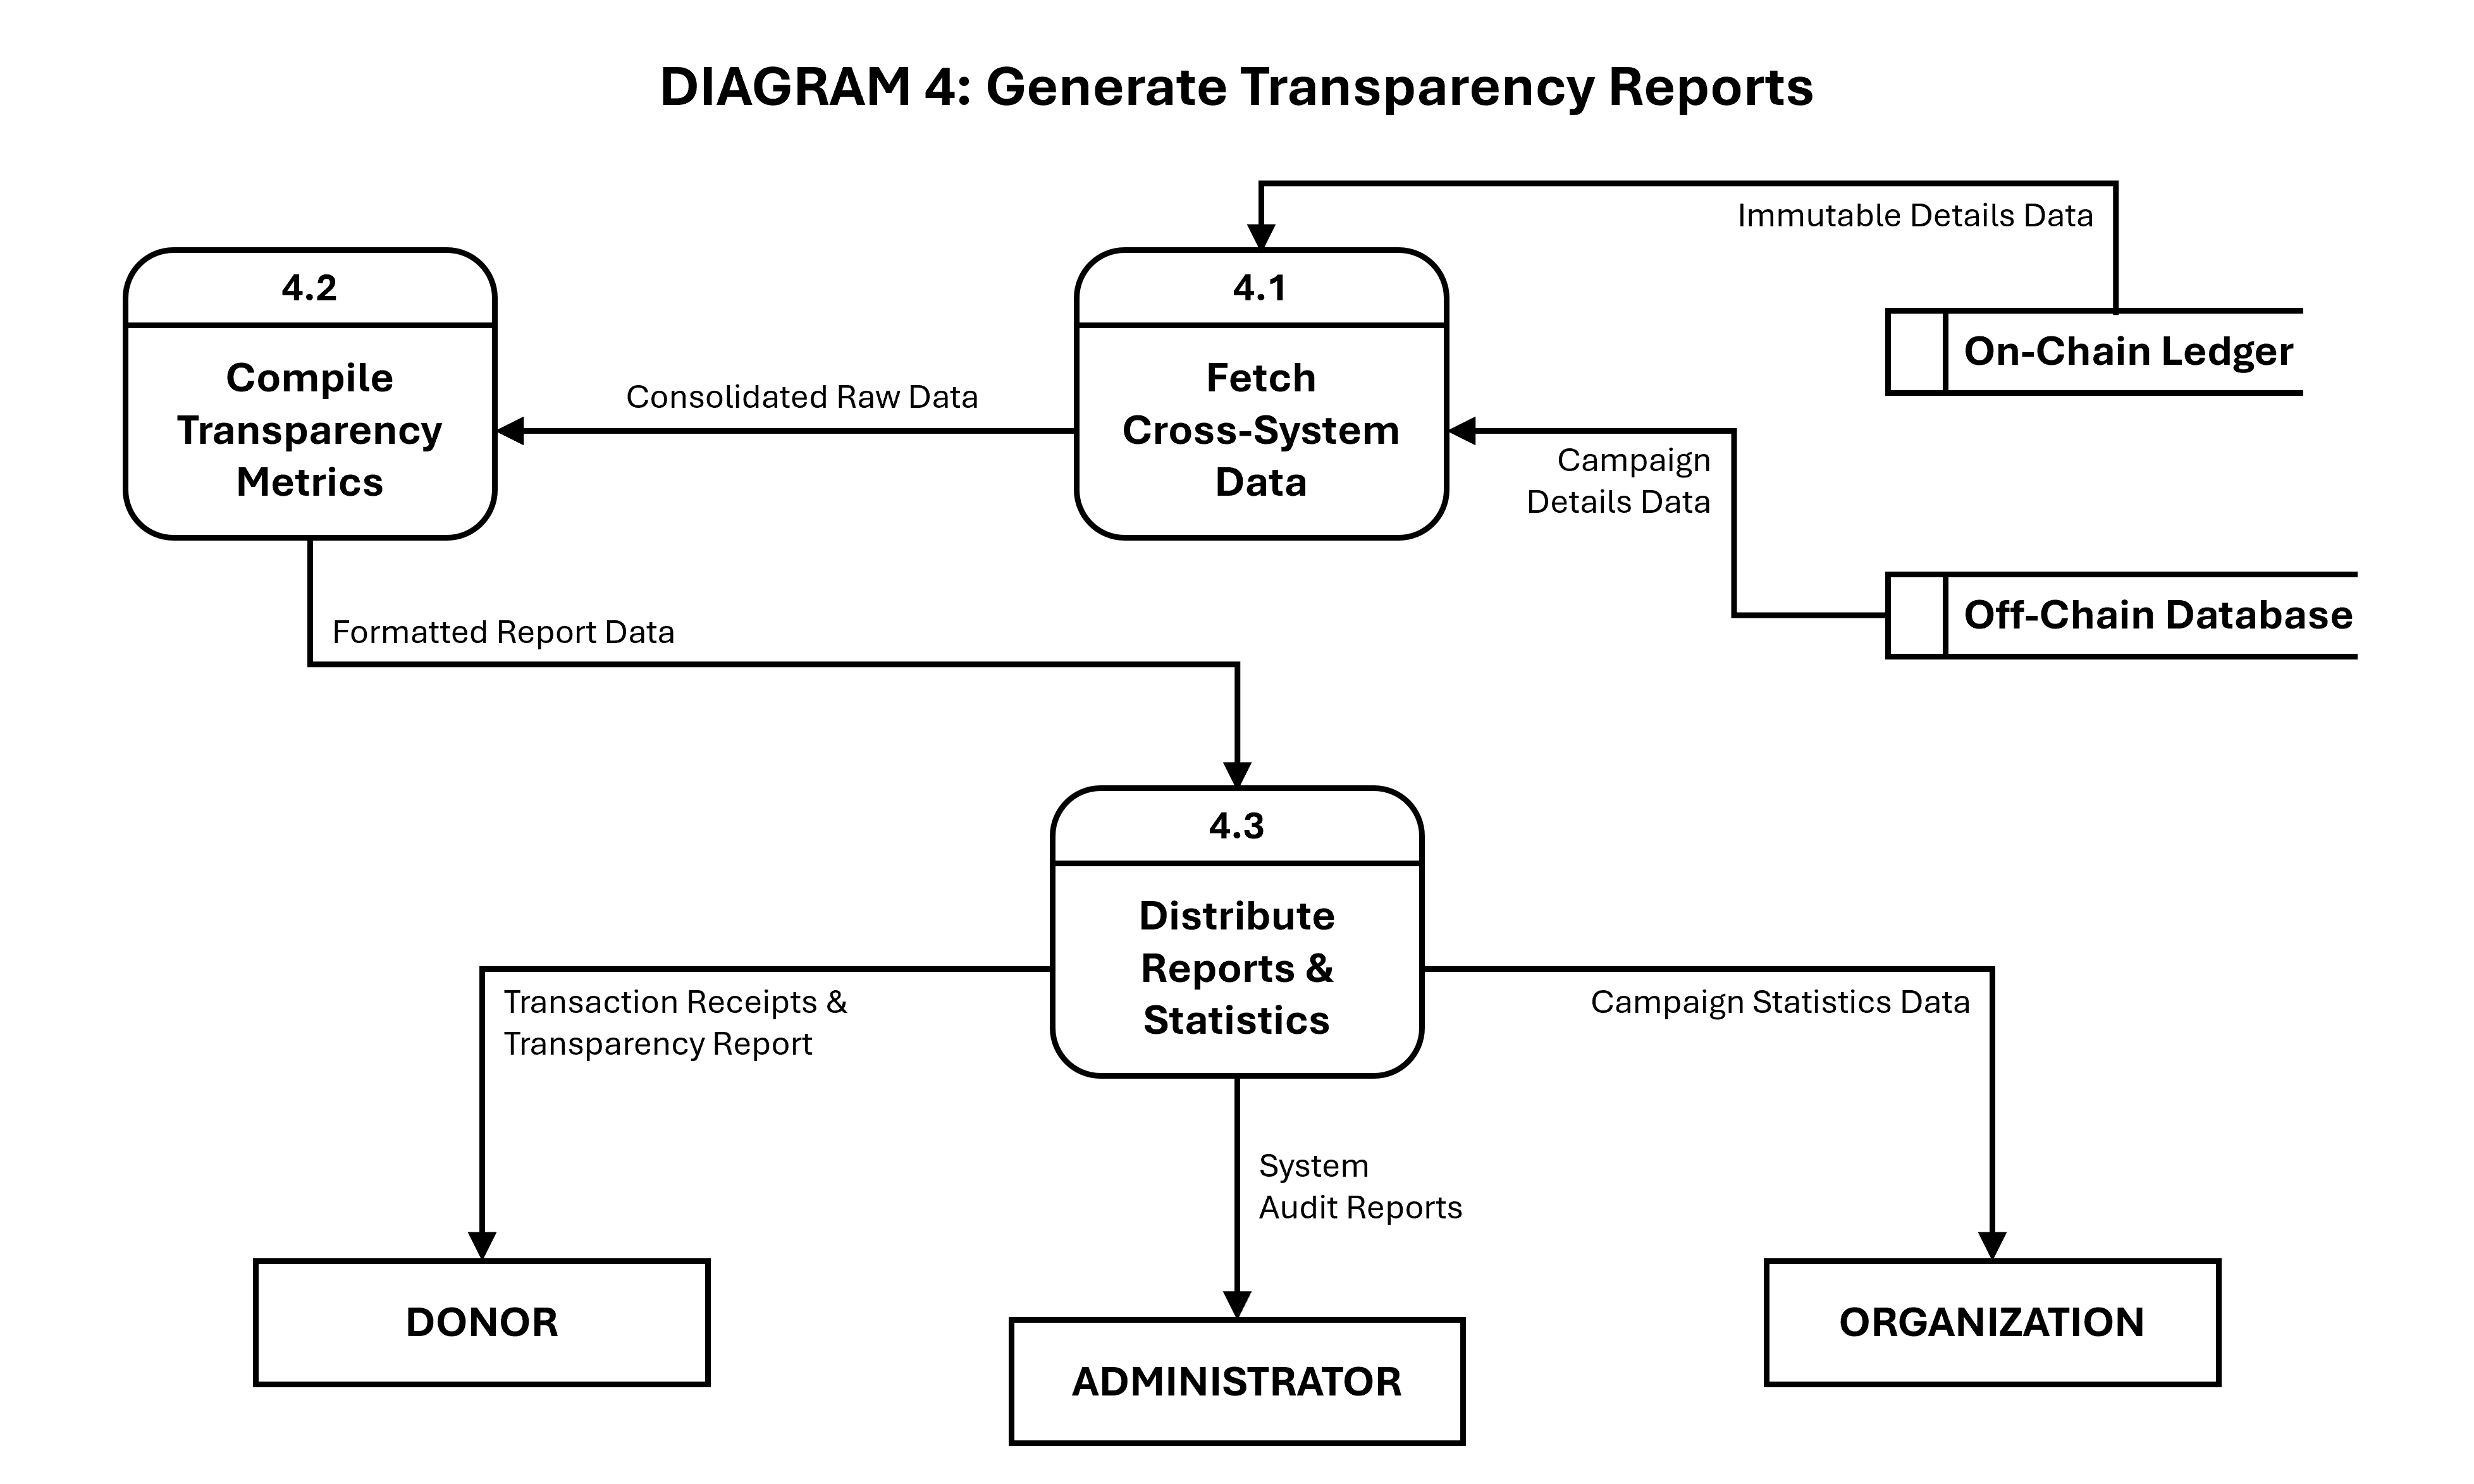 DIAGRAM 4: Generate Transparency Reports
Immutable Details Data
4.2
4.1
Compile
Transparency
Metrics
Consolidated Raw Data
Fetch
Cross-System
Data
On-Chain Ledger
Campaign
Details Data
Off-Chain Database
Formatted Report Data
4.3
Distribute
Reports &
Statistics
Transaction Receipts &
Transparency Report
Campaign Statistics Data
System
Audit Reports
DONOR
ADMINISTRATOR
ORGANIZATION